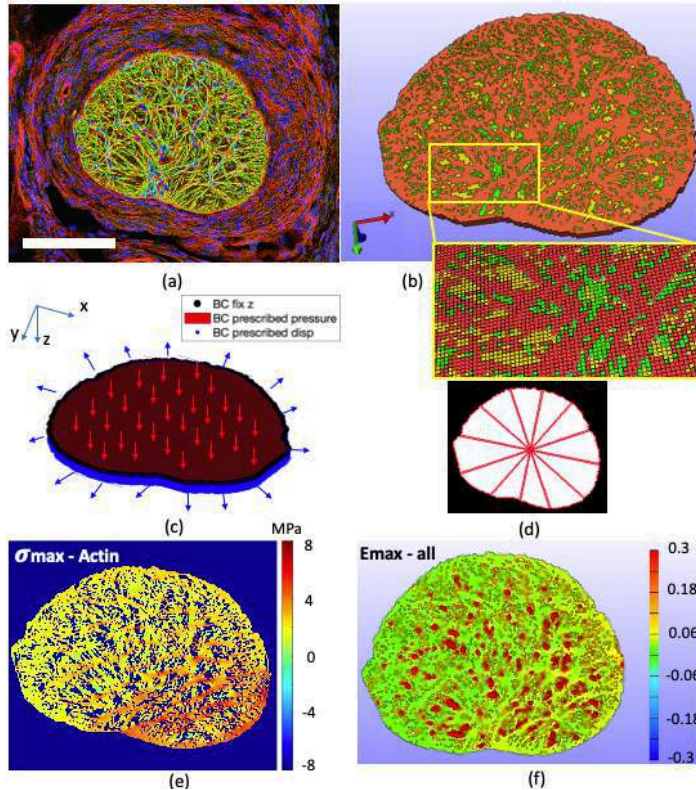 (a)
(b)
x
y
z
BC fix z
BC prescribed pressure
BC prescribed disp
(c)
(d)
MPa
σmax - Actin
8
4
0
-4
-8
(e)
Emax - all
0.3
0.18
0.06
-0.06
-0.18
-0.3
(f)